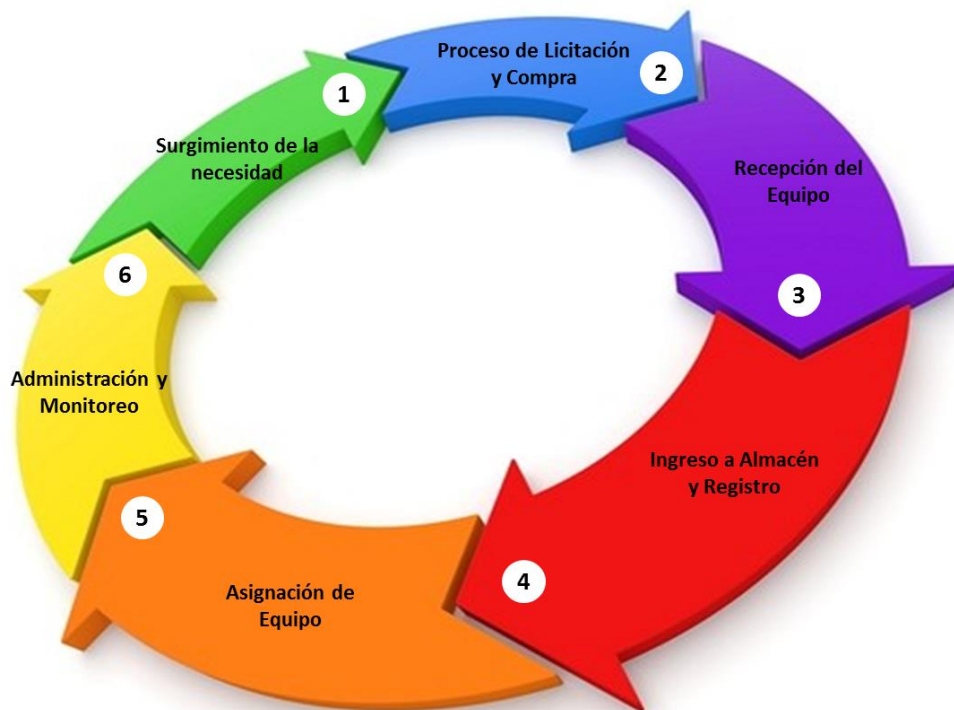 1
Surgimiento de la
necesidad
2
Proceso de Licitación
y Compra
3
Recepción del
Equipo
4
Ingreso a Almacén
y Registro
5
Asignación de
Equipo
6
Administración y
Monitoreo